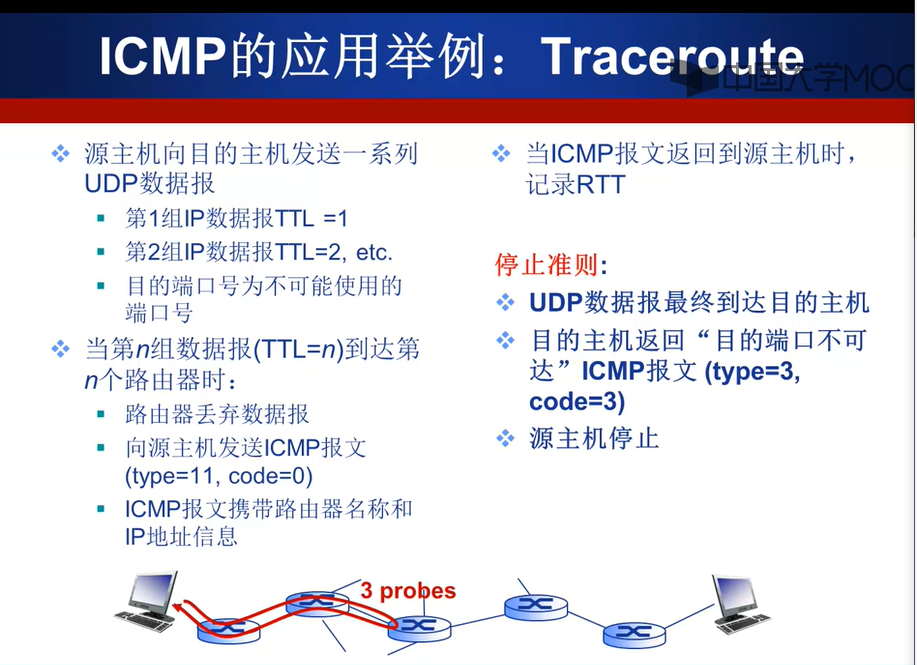 ICMP的应用举例：Traceroute
中国大学MOOC
源主机向目的主机发送一系列
UDP数据报
第1组IP数据报TTL =1
第2组IP数据报TTL=2, etc.
目的端口号为不可能使用的
端口号
当第n组数据报(TTL=n)到达第
n个路由器时：
路由器丢弃数据报
向源主机发送ICMP报文
(type=11, code=0)
ICMP报文携带路由器名称和
IP地址信息
当ICMP报文返回到源主机时，
记录RTT
停止准则:
UDP数据报最终到达目的主机
目的主机返回“目的端口不可
达”ICMP报文 (type=3,
code=3)
源主机停止
3 probes